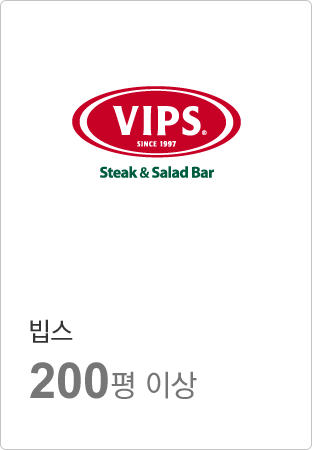 VIPS®
SINCE 1997
Steak & Salad Bar
빕스
200평 이상